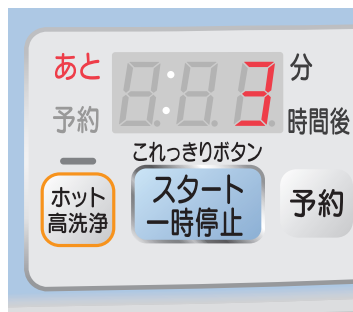 あと 3 分
予約 時間後
これっきりボタン
ホット
高洗浄
スタート
一時停止
予約